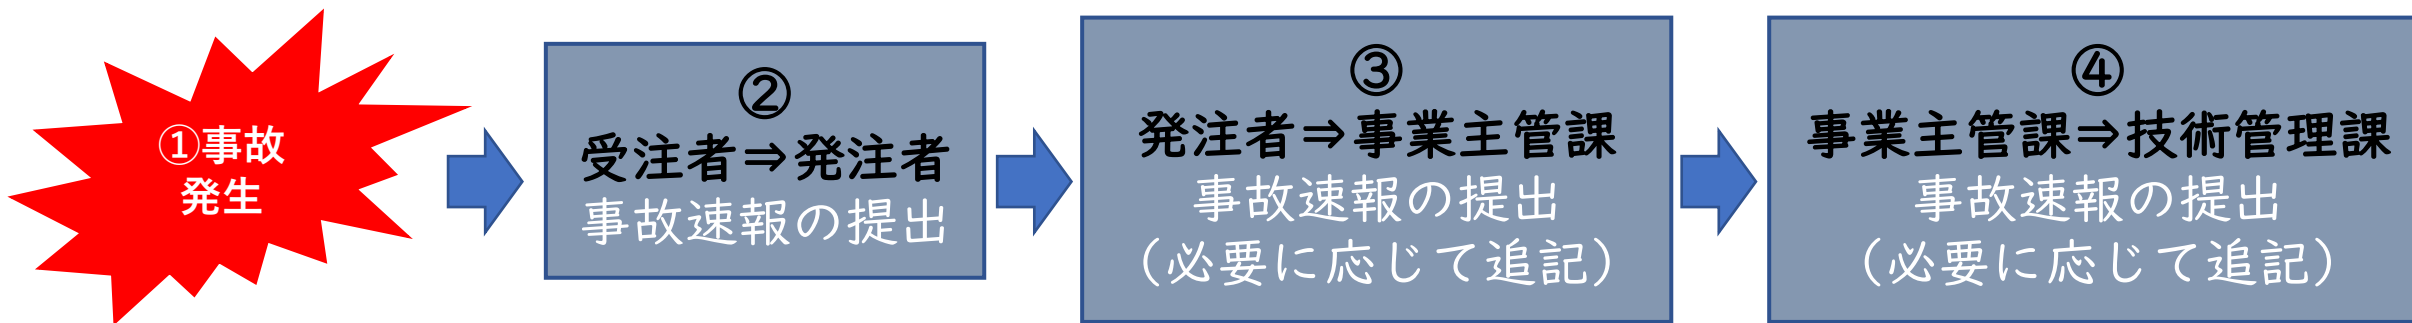 ①事故
発生
②
受注者⇒発注者
事故速報の提出
③
発注者⇒事業主管課
事故速報の提出
（必要に応じて追記）
④
事業主管課⇒技術管理課
事故速報の提出
（必要に応じて追記）